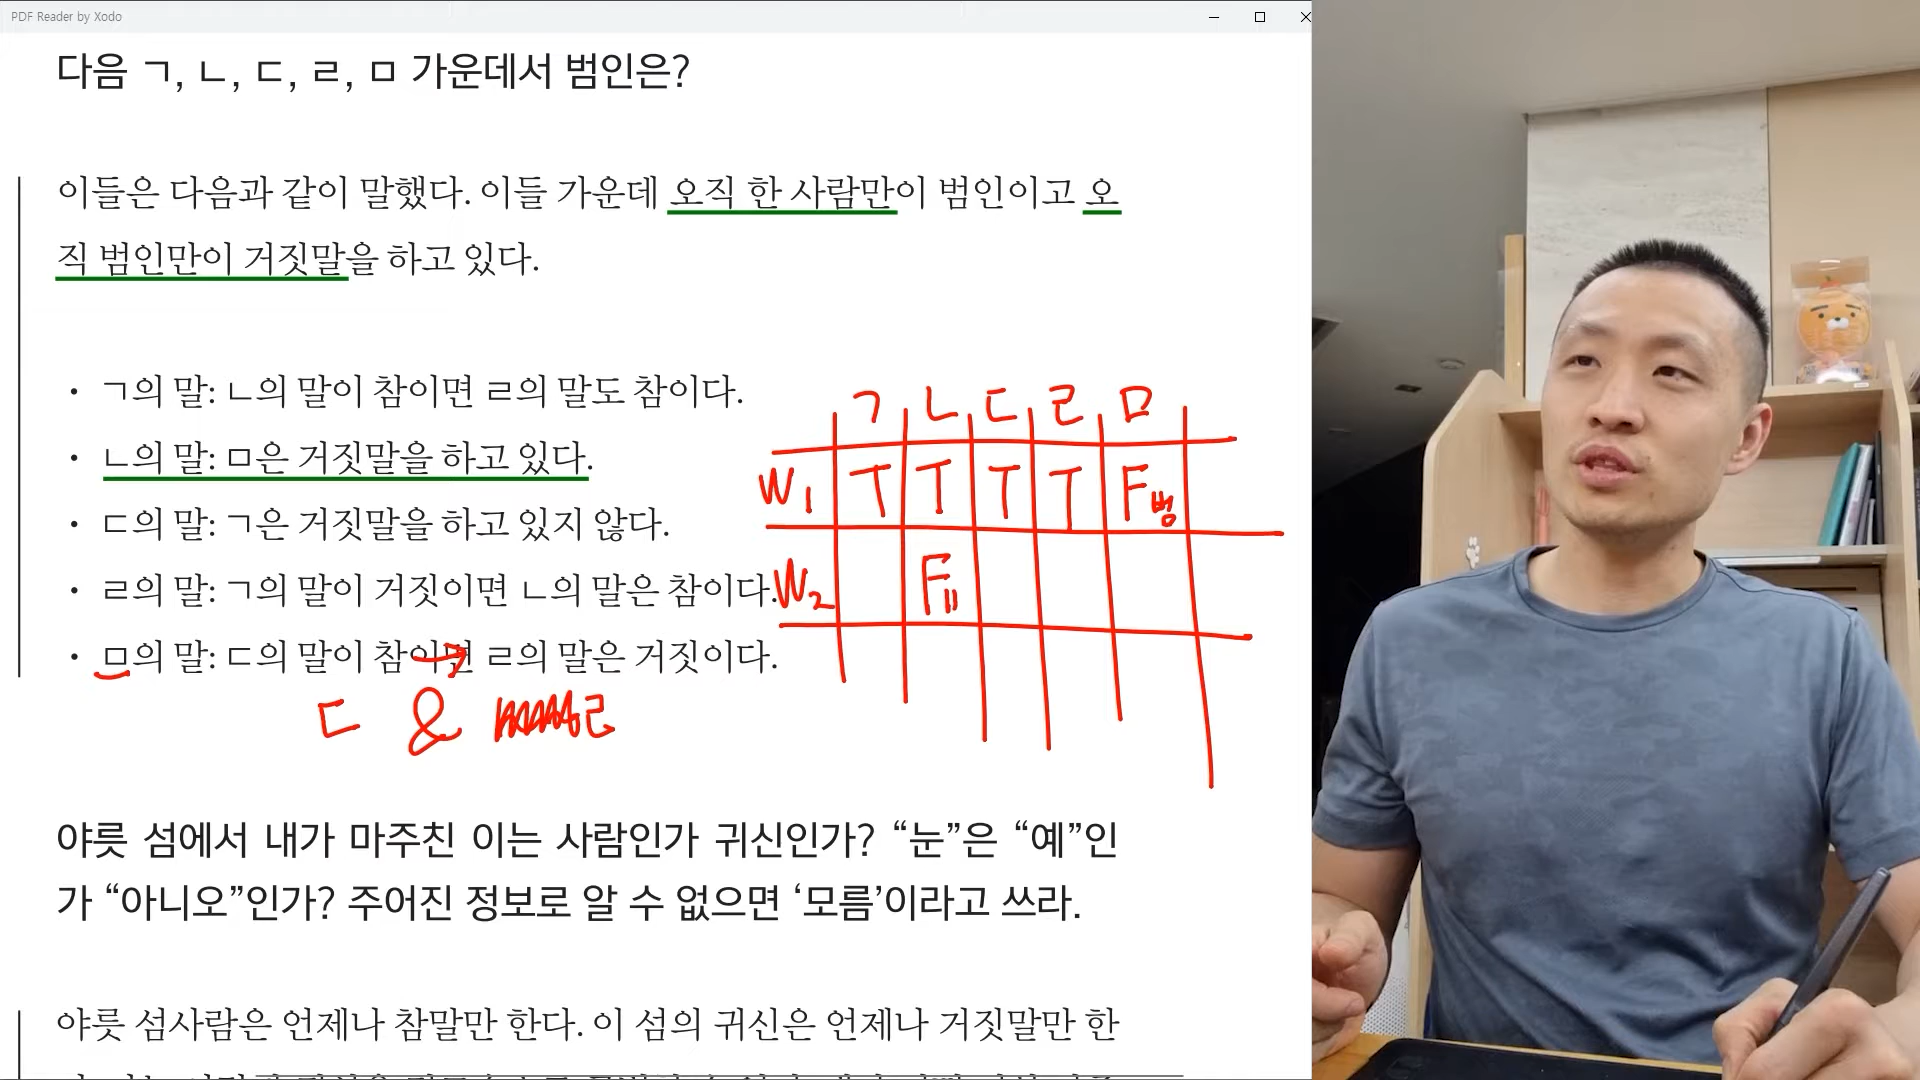 PDF Reader by Xodo
다음 ㄱ, ㄴ, ㄷ, ㄹ, ㅁ 가운데서 범인은?
이들은 다음과 같이 말했다. 이들 가운데 오직 한 사람만이 범인이고 오
직 범인만이 거짓말을 하고 있다.
• ㄱ의 말: ㄴ의 말이 참이면 ㄹ의 말도 참이다.
• ㄴ의 말: ㅁ은 거짓말을 하고 있다.
• ㄷ의 말: ㄱ은 거짓말을 하고 있지 않다.
• ㄹ의 말: ㄱ의 말이 거짓이면 ㄴ의 말은 참이다.
• ㅁ의 말: ㄷ의 말이 참이면 ㄹ의 말은 거짓이다.
ㄷ & ㄹ
ㄱ ㄴ ㄷ ㄹ ㅁ
W1 T T T T F범
W2 F
야릇 섬에서 내가 마주친 이는 사람인가 귀신인가? “눈”은 “예”인
가 “아니오”인가? 주어진 정보로 알 수 없으면 ‘모름’이라고 쓰라.
야릇 섬사람은 언제나 참말만 한다. 이 섬의 귀신은 언제나 거짓말만 한